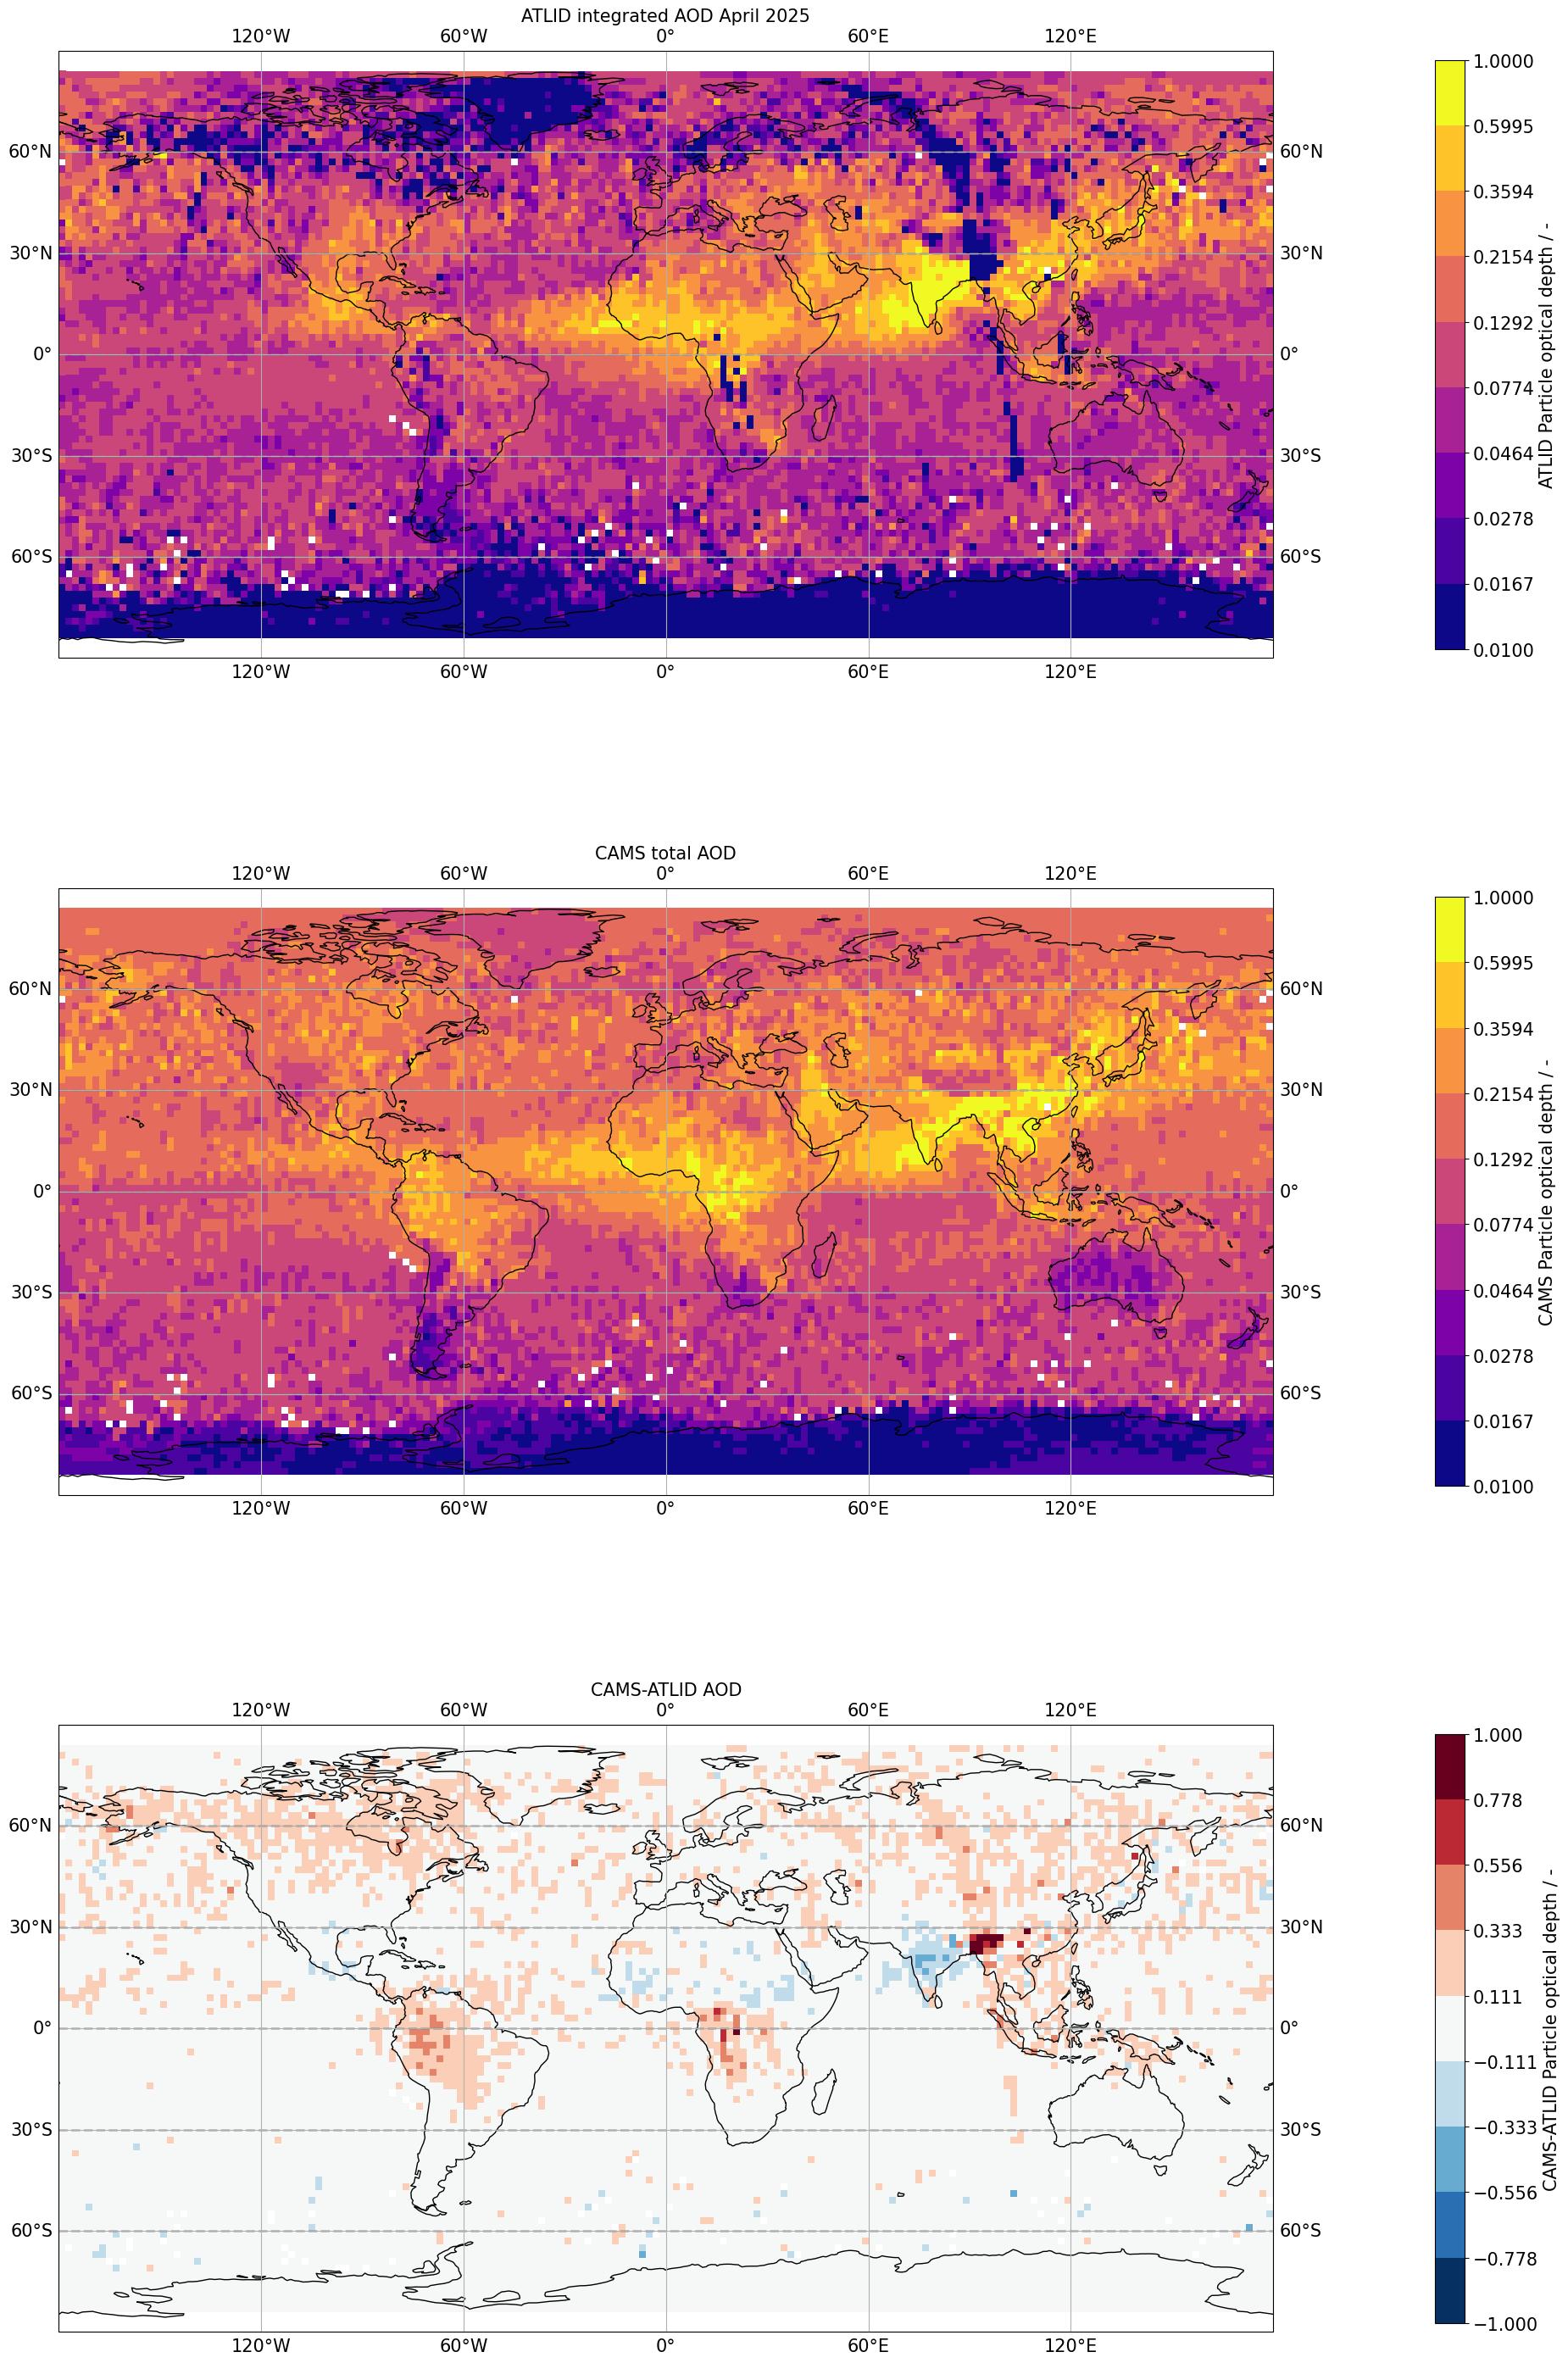 ATLID integrated AOD April 2025
120°W 60°W 0° 60°E 120°E
60°N 60°N
30°N 30°N
0° 0°
30°S 30°S
60°S 60°S
120°W 60°W 0° 60°E 120°E
1.0000
0.5995
0.3594
0.2154
0.1292
0.0774
0.0464
0.0278
0.0167
0.0100
ATLID Particle optical depth / -
CAMS total AOD
120°W 60°W 0° 60°E 120°E
60°N 60°N
30°N 30°N
0° 0°
30°S 30°S
60°S 60°S
120°W 60°W 0° 60°E 120°E
1.0000
0.5995
0.3594
0.2154
0.1292
0.0774
0.0464
0.0278
0.0167
0.0100
CAMS Particle optical depth / -
CAMS-ATLID AOD
120°W 60°W 0° 60°E 120°E
60°N 60°N
30°N 30°N
0° 0°
30°S 30°S
60°S 60°S
120°W 60°W 0° 60°E 120°E
1.000
0.778
0.556
0.333
0.111
−0.111
−0.333
−0.556
−0.778
−1.000
CAMS-ATLID Particle optical depth / -